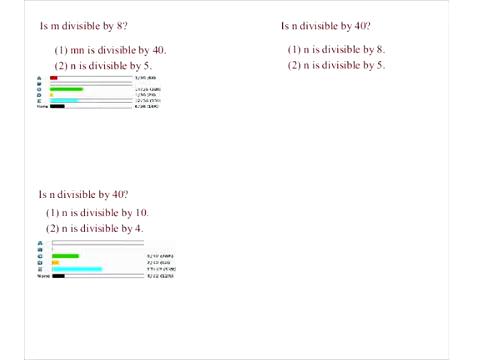 Is m divisible by 8?
(1) mn is divisible by 40.
(2) n is divisible by 5.
None
Is n divisible by 40?
(1) n is divisible by 8.
(2) n is divisible by 5.
Is n divisible by 40?
(1) n is divisible by 10.
(2) n is divisible by 4.
None